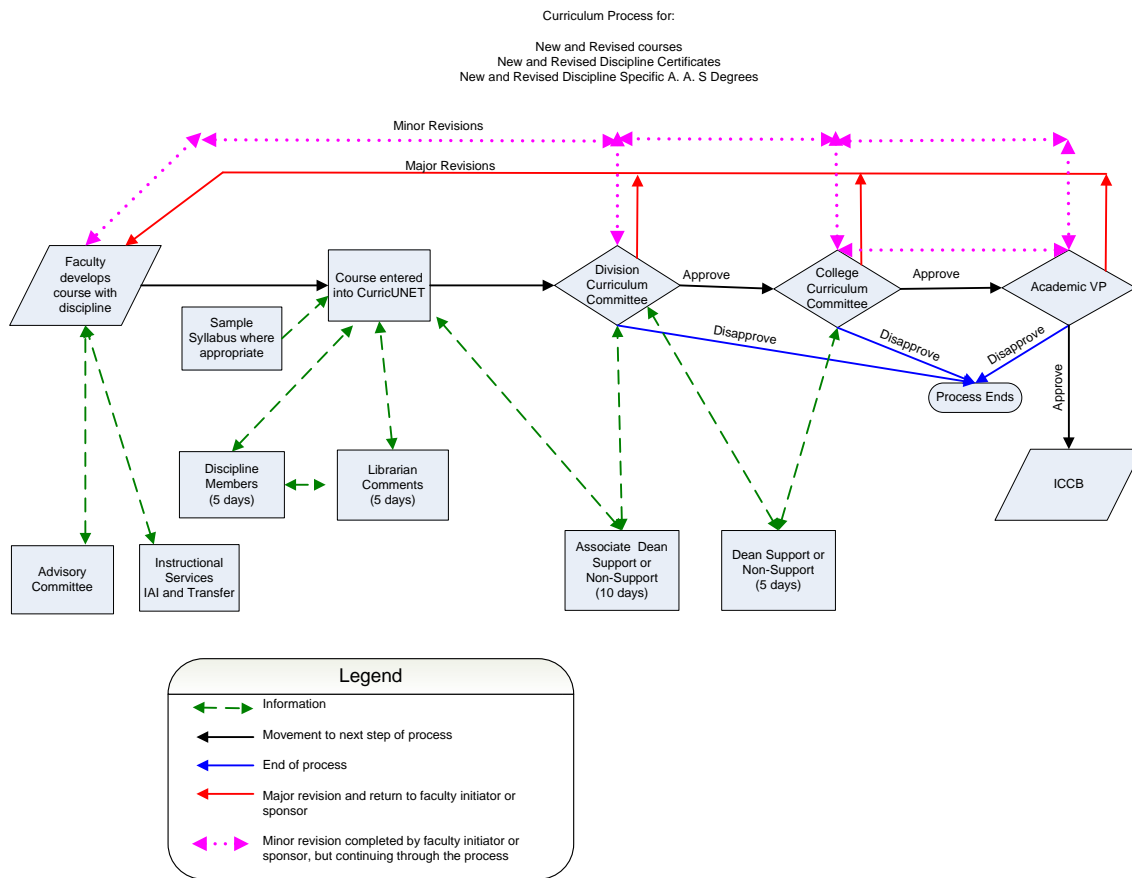 Curriculum Process for:
New and Revised courses
New and Revised Discipline Certificates
New and Revised Discipline Specific A. A. S Degrees
Minor Revisions
Major Revisions
Faculty
develops
course with
discipline
Course entered
into CurricUNET
Division
Curriculum
Committee
Approve
College
Curriculum
Committee
Approve
Academic VP
Sample
Syllabus where
appropriate
Disapprove
Disapprove
Disapprove
Approve
Process Ends
Discipline
Members
(5 days)
Librarian
Comments
(5 days)
ICCB
Advisory
Committee
Instructional
Services
IAI and Transfer
Associate Dean
Support or
Non-Support
(10 days)
Dean Support or
Non-Support
(5 days)
Legend
Information
Movement to next step of process
End of process
Major revision and return to faculty initiator or
sponsor
Minor revision completed by faculty initiator or
sponsor, but continuing through the process